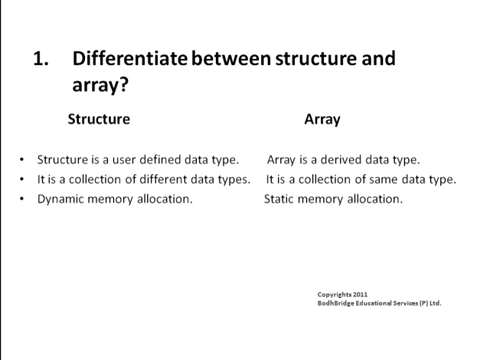 1. Differentiate between structure and
array?
Structure Array
• Structure is a user defined data type. Array is a derived data type.
• It is a collection of different data types. It is a collection of same data type.
• Dynamic memory allocation. Static memory allocation.
Copyrights 2011
BodhBridge Educational Services (P) Ltd.